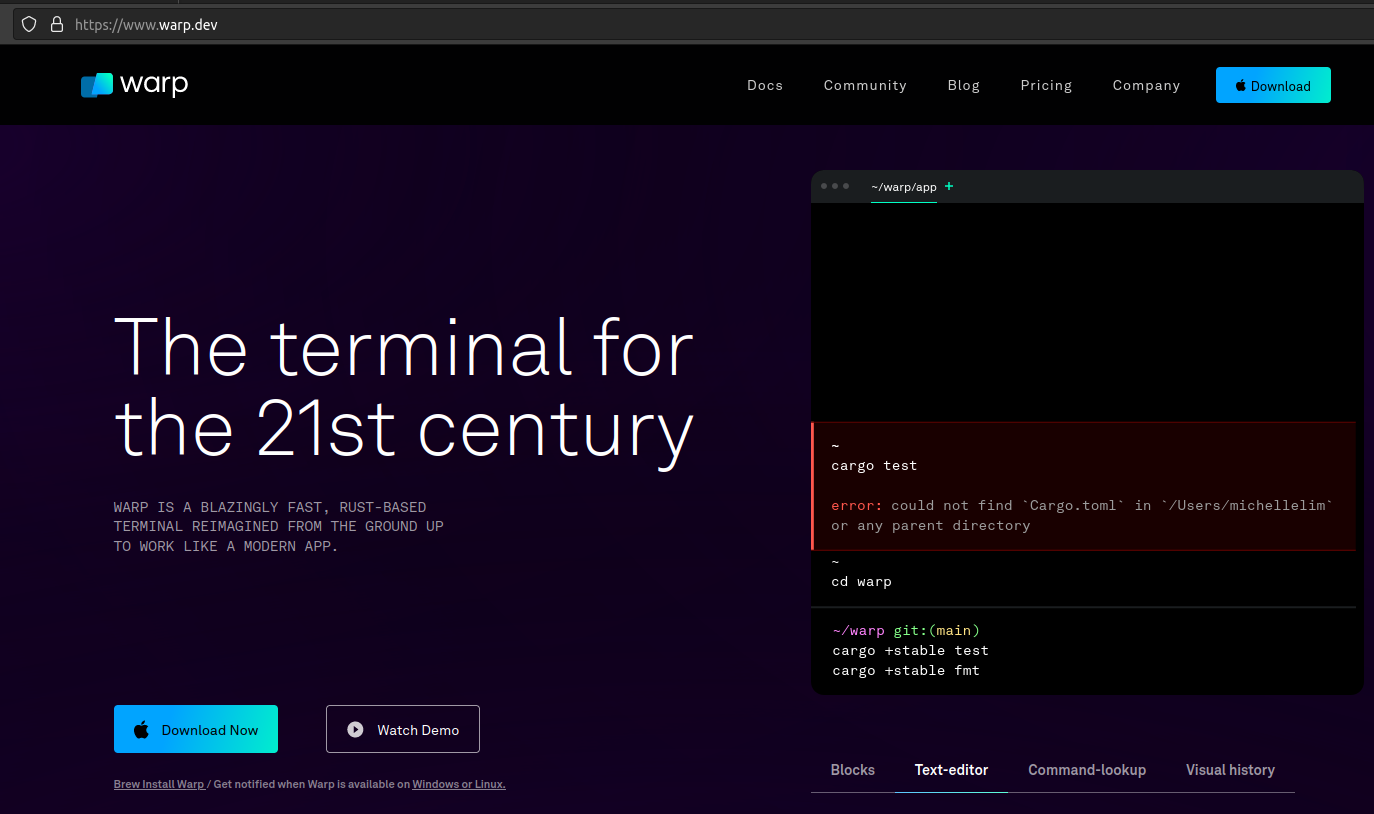 https://www.warp.dev
warp
Docs Community Blog Pricing Company Download
~/warp/app +
The terminal for
the 21st century
WARP IS A BLAZINGLY FAST, RUST-BASED
TERMINAL REIMAGINED FROM THE GROUND UP
TO WORK LIKE A MODERN APP.
Download Now Watch Demo
Brew Install Warp / Get notified when Warp is available on Windows or Linux.
~
cargo test
error: could not find `Cargo.toml` in `/Users/michellelim`
or any parent directory
~
cd warp
~/warp git:(main)
cargo +stable test
cargo +stable fmt
Blocks Text-editor Command-lookup Visual history